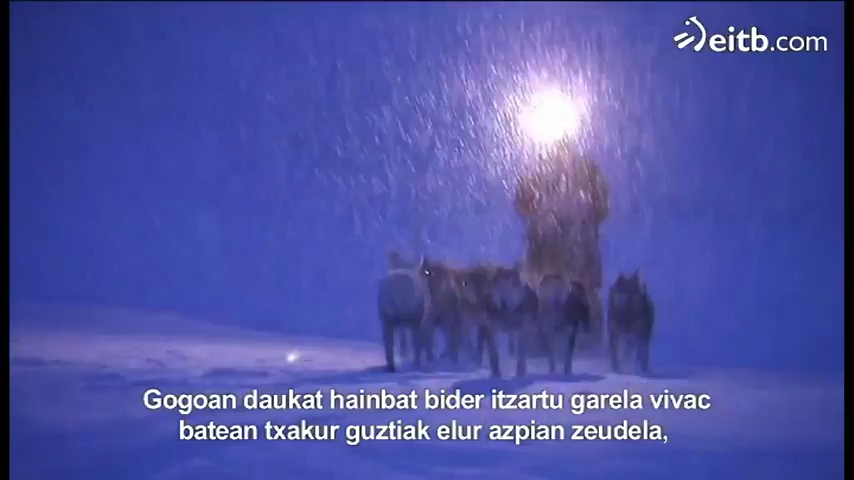 eitb.com
Gogoan daukat hainbat bider itzartu garela vivac
batean txakur guztiak elur azpian zeudela,